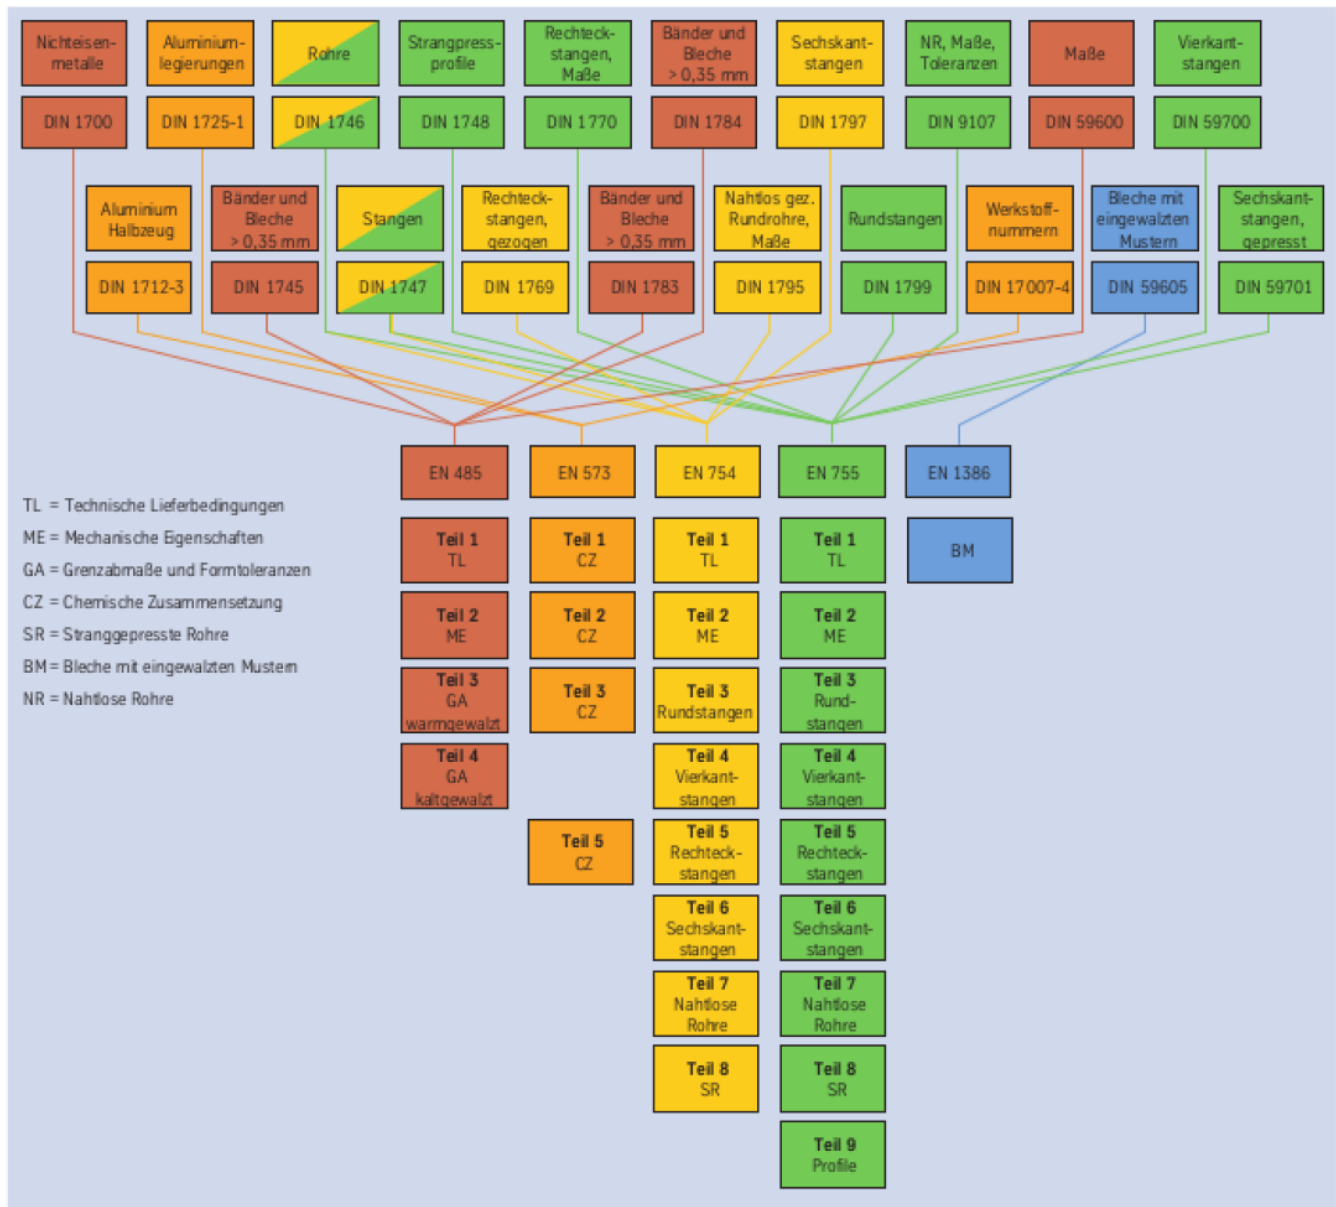 Nichteisen-
metalle
Aluminium-
legierungen
Rohre
Strangpress-
profile
Rechteck-
stangen,
Maße
Bänder und
Bleche
> 0,35 mm
Sechskant-
stangen
NR, Maße,
Toleranzen
Maße
Vierkant-
stangen
DIN 1700
DIN 1725-1
DIN 1746
DIN 1748
DIN 1770
DIN 1784
DIN 1797
DIN 9107
DIN 59600
DIN 59700
Aluminium
Halbzeug
Bänder und
Bleche
> 0,35 mm
Stangen
Rechteck-
stangen,
gezogen
Bänder und
Bleche
> 0,35 mm
Nahtlos gez.
Rundrohre,
Maße
Rundstangen
Werkstoff-
nummern
Bleche mit
eingewalzten
Mustern
Sechskant-
stangen,
gepresst
DIN 1712-3
DIN 1745
DIN 1747
DIN 1769
DIN 1783
DIN 1795
DIN 1799
DIN 17007-4
DIN 59605
DIN 59701
EN 485
EN 573
EN 754
EN 755
EN 1386
TL = Technische Lieferbedingungen
ME = Mechanische Eigenschaften
GA = Grenzabmaße und Formtoleranzen
CZ = Chemische Zusammensetzung
SR = Stranggepresste Rohre
BM = Bleche mit eingewalzten Mustern
NR = Nahtlose Rohre
Teil 1
TL
Teil 1
CZ
Teil 1
TL
Teil 1
TL
BM
Teil 2
ME
Teil 2
CZ
Teil 2
ME
Teil 2
ME
Teil 3
GA
warmgewalzt
Teil 3
CZ
Teil 3
Rundstangen
Teil 3
Rund-
stangen
Teil 4
GA
kaltgewalzt
Teil 4
Vierkant-
stangen
Teil 4
Vierkant-
stangen
Teil 5
CZ
Teil 5
Rechteck-
stangen
Teil 5
Rechteck-
stangen
Teil 6
Sechskant-
stangen
Teil 6
Sechskant-
stangen
Teil 7
Nahtlose
Rohre
Teil 7
Nahtlose
Rohre
Teil 8
SR
Teil 8
SR
Teil 9
Profile